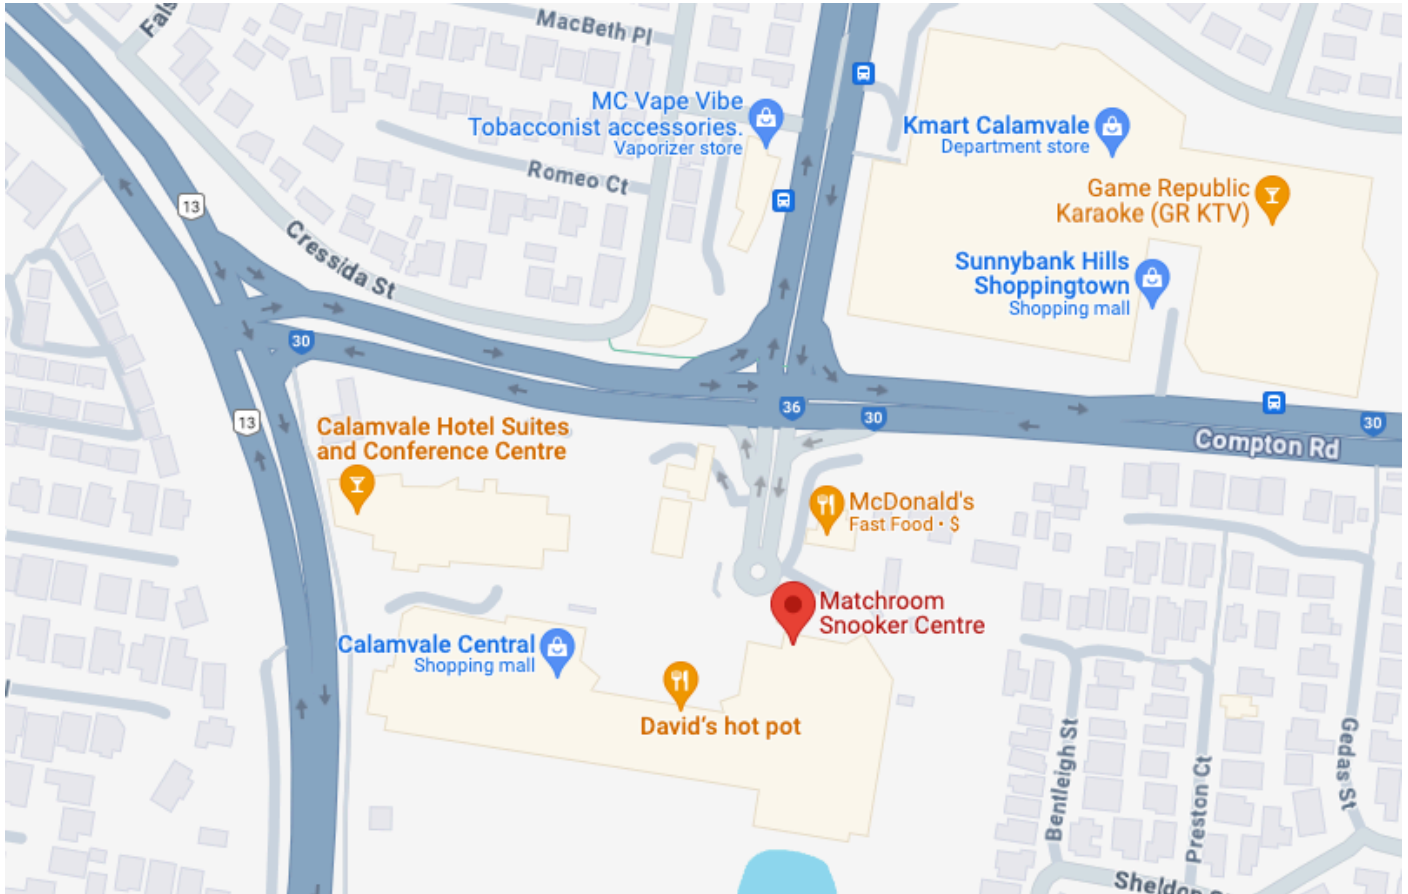 Fals
MacBeth Pl
MC Vape Vibe
Tobacconist accessories.
Vaporizer store
Kmart Calamvale
Department store
Romeo Ct
Game Republic
Karaoke (GR KTV)
13
Cressida St
Sunnybank Hills
Shoppingtown
Shopping mall
30
36
30
30
13
Compton Rd
Calamvale Hotel Suites
and Conference Centre
McDonald's
Fast Food • $
Matchroom
Snooker Centre
Calamvale Central
Shopping mall
David's hot pot
Bentleigh St
Preston Ct
Gedas St
Sheldon